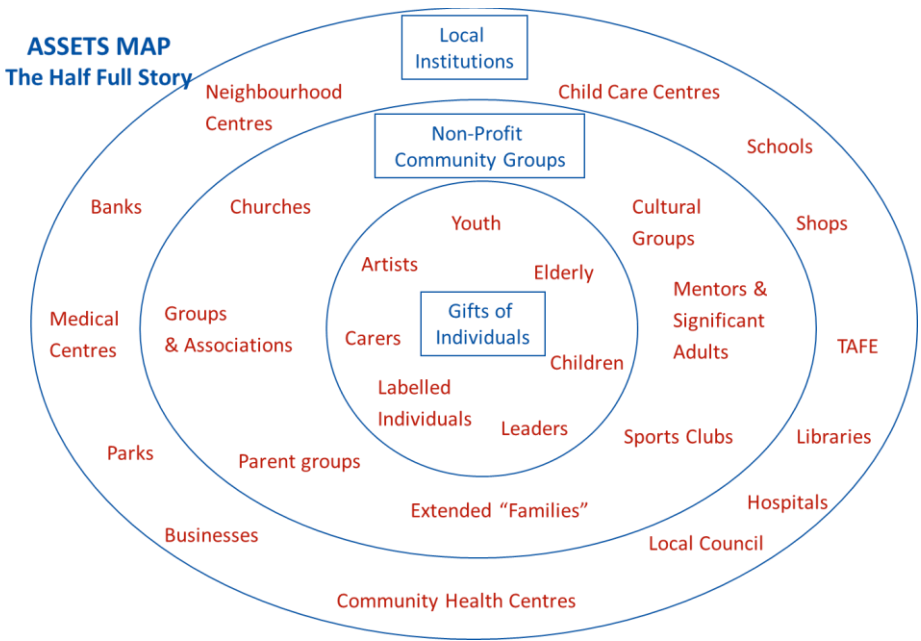 ASSETS MAP
The Half Full Story
Local
Institutions
Neighbourhood
Centres
Child Care Centres
Non-Profit
Community Groups
Schools
Banks
Churches
Youth
Cultural
Groups
Shops
Artists
Elderly
Medical
Centres
Groups
& Associations
Carers
Gifts of
Individuals
Children
Mentors &
Significant
Adults
TAFE
Labelled
Individuals
Leaders
Sports Clubs
Libraries
Parks
Parent groups
Extended “Families”
Hospitals
Businesses
Local Council
Community Health Centres